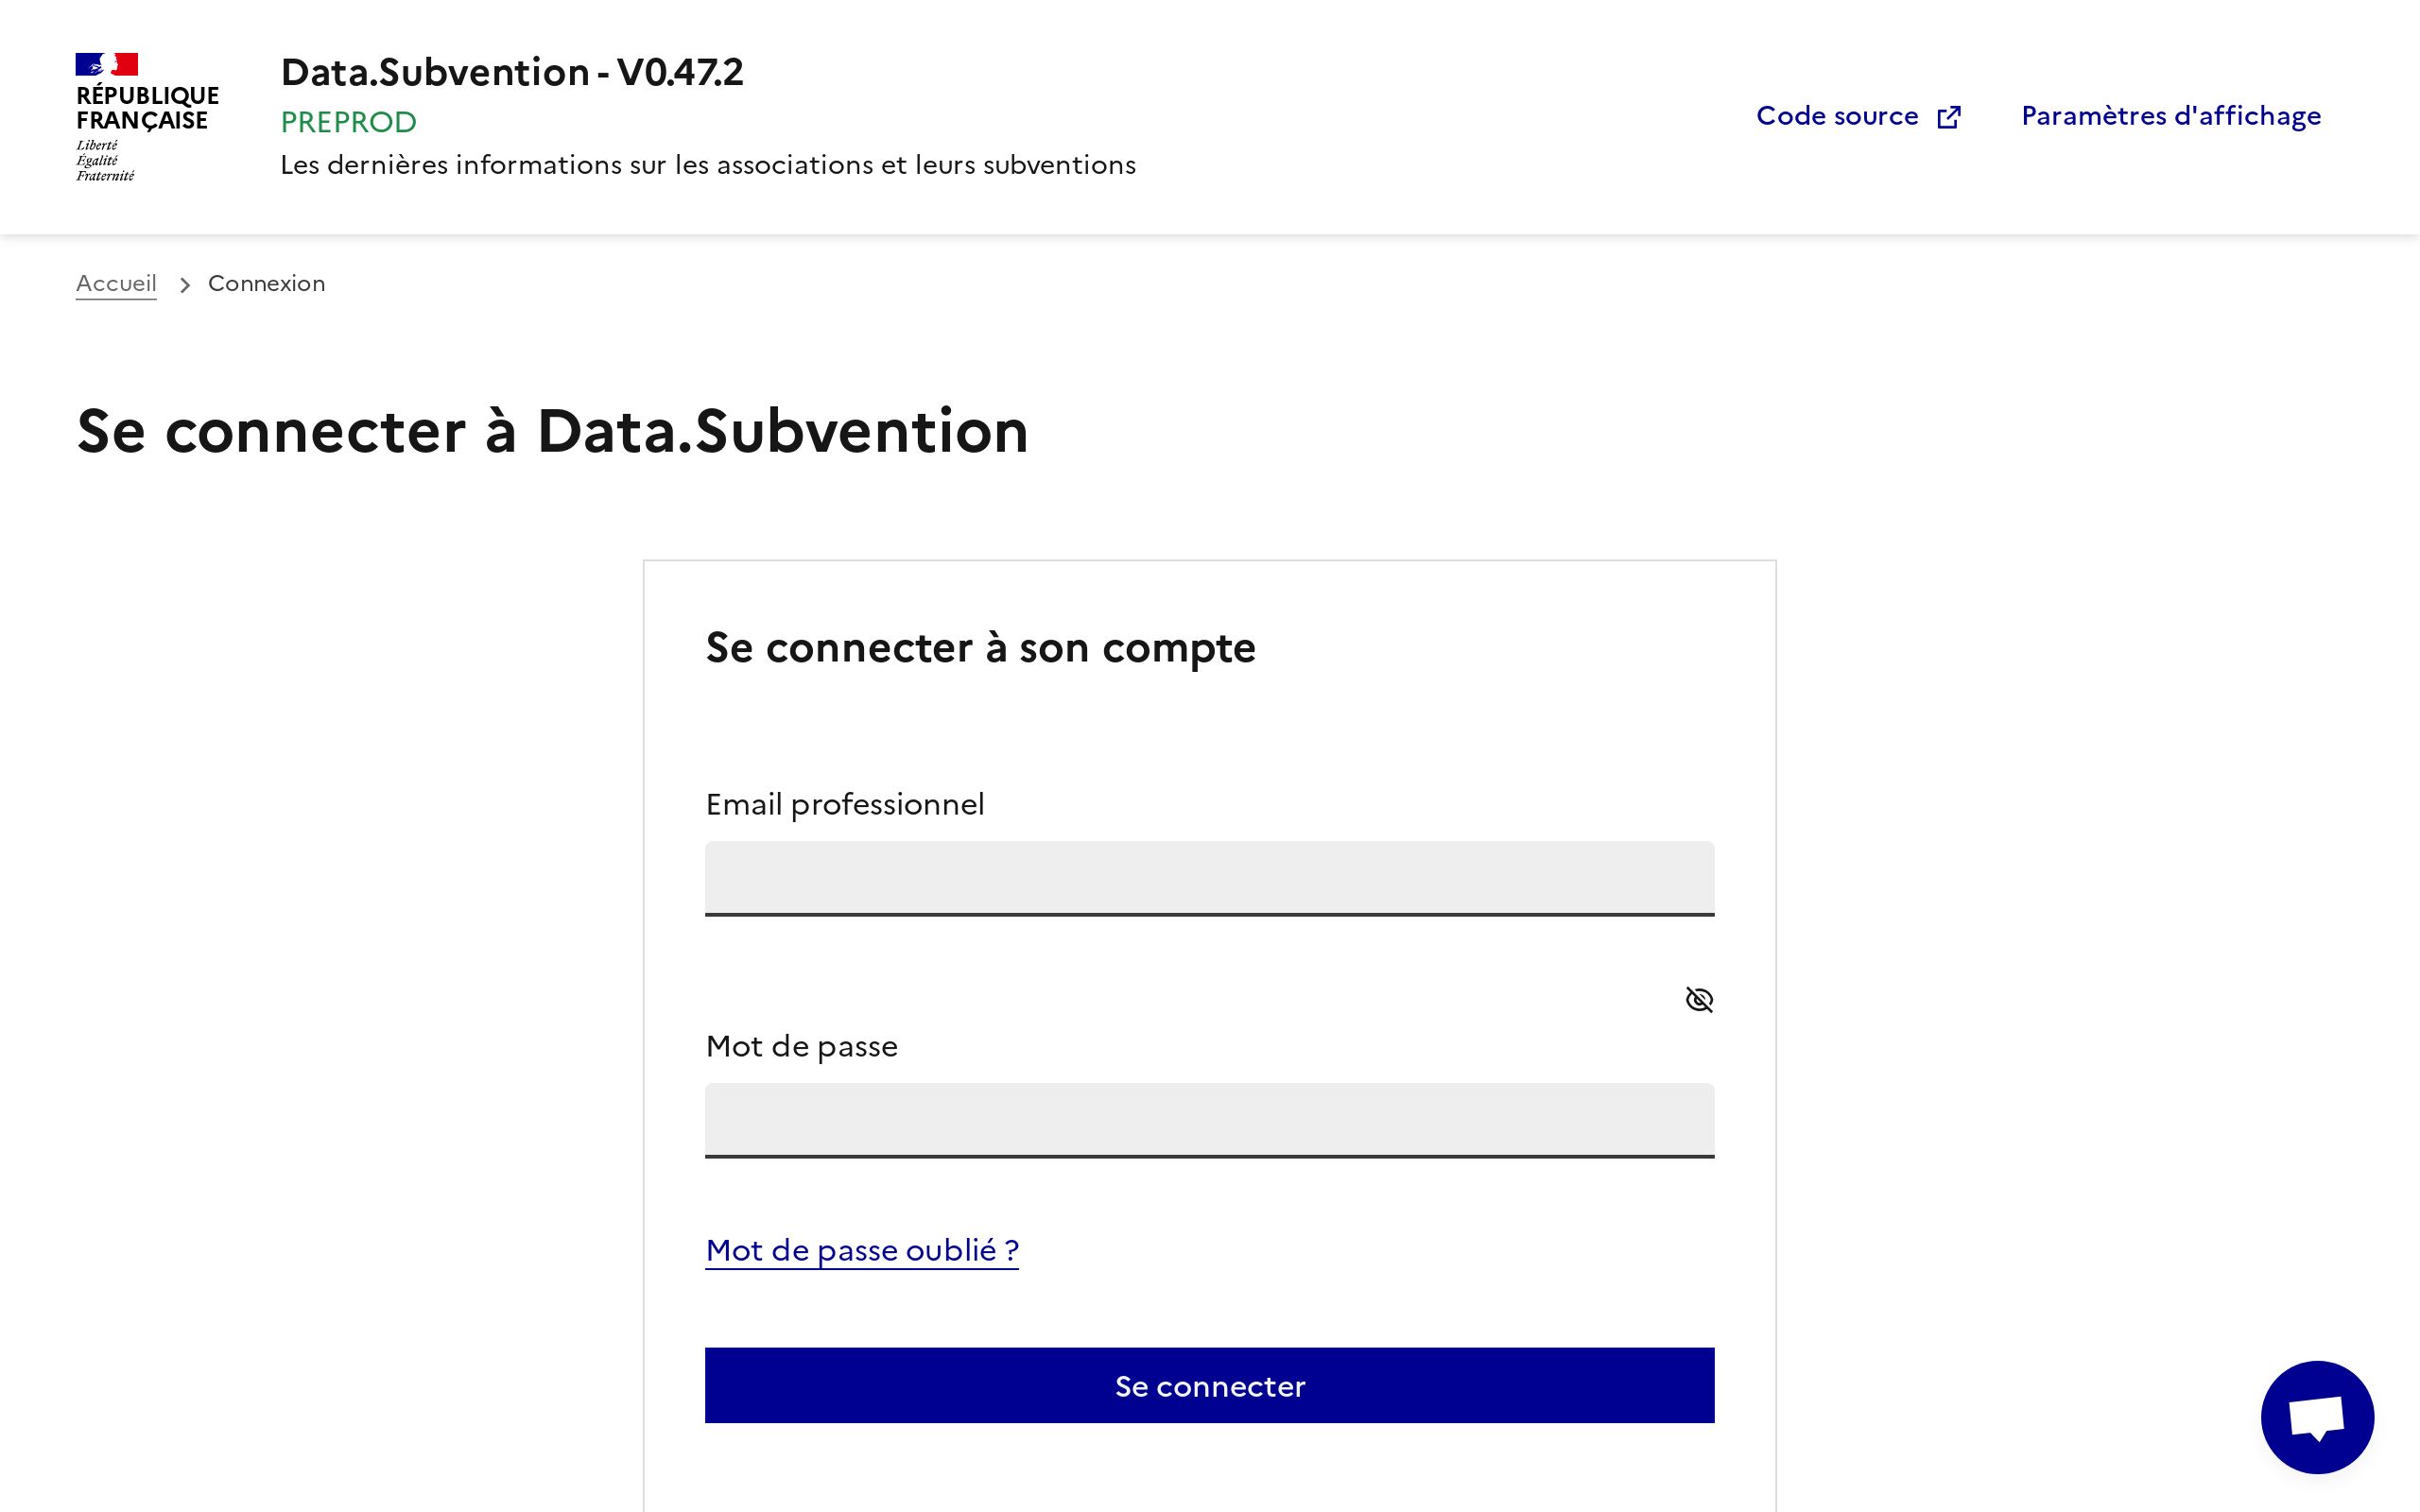 RÉPUBLIQUE
FRANÇAISE
Liberté
Égalité
Fraternité
Data.Subvention - V0.47.2
PREPROD
Les dernières informations sur les associations et leurs subventions
Code source
Paramètres d'affichage
Accueil
Connexion
Se connecter à Data.Subvention
Se connecter à son compte
Email professionnel
Mot de passe
Mot de passe oublié ?
Se connecter